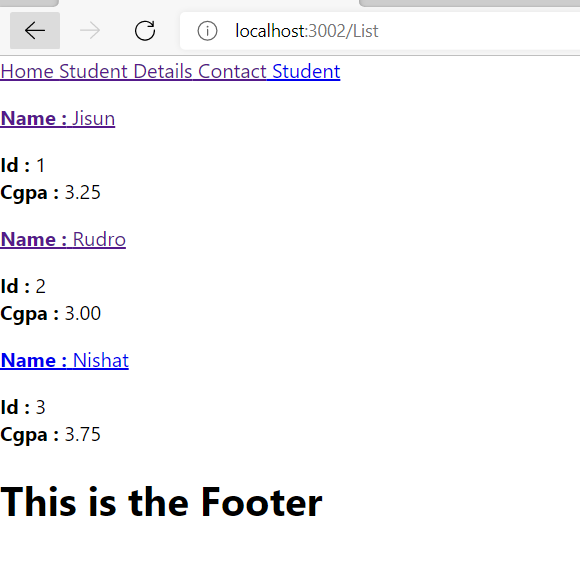 localhost:3002/List
Home Student Details Contact Student
Name : Jisun
Id : 1
Cgpa : 3.25
Name : Rudro
Id : 2
Cgpa : 3.00
Name : Nishat
Id : 3
Cgpa : 3.75
This is the Footer